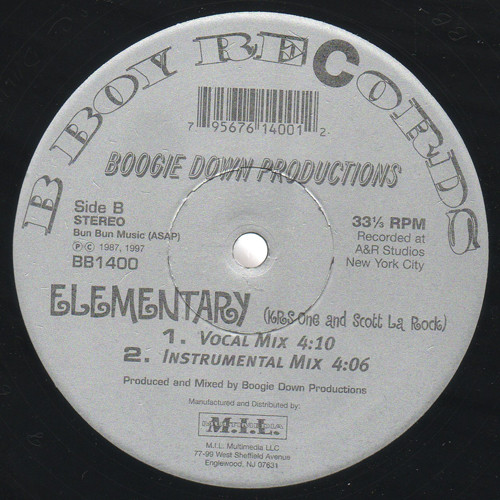 B BOY RECORDS
7 95676 14001 2
BOOGIE DOWN PRODUCTIONS
Side B
STEREO
Bun Bun Music (ASAP)
Ⓟ © 1987, 1997
BB1400
33⅓ RPM
Recorded at
A&R Studios
New York City
ELEMENTARY (KRS-One and Scott La Rock)
1. VOCAL MIX 4:10
2. INSTRUMENTAL MIX 4:06
Produced and Mixed by Boogie Down Productions
Manufactured and Distributed by:
M.I.L.
M.I.L. Multimedia LLC
77-99 West Sheffield Avenue
Englewood, NJ 07631